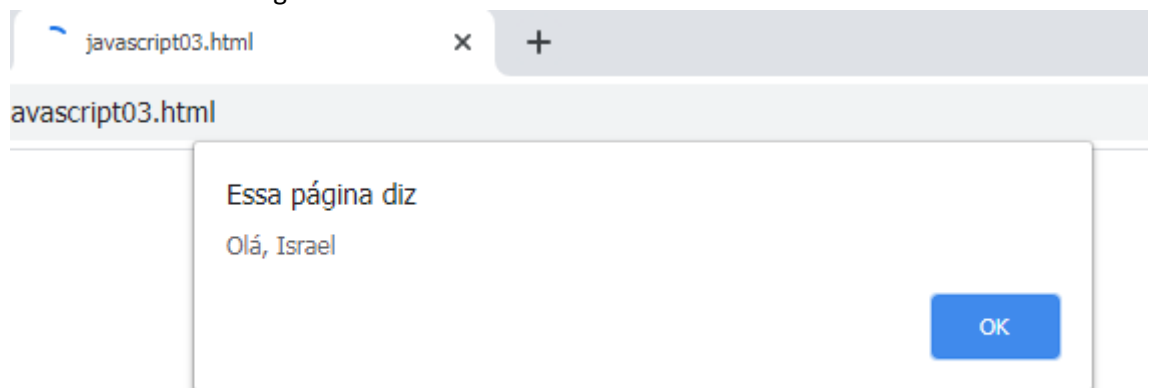 javascript03.html
avascript03.html
Essa página diz
Olá, Israel
OK